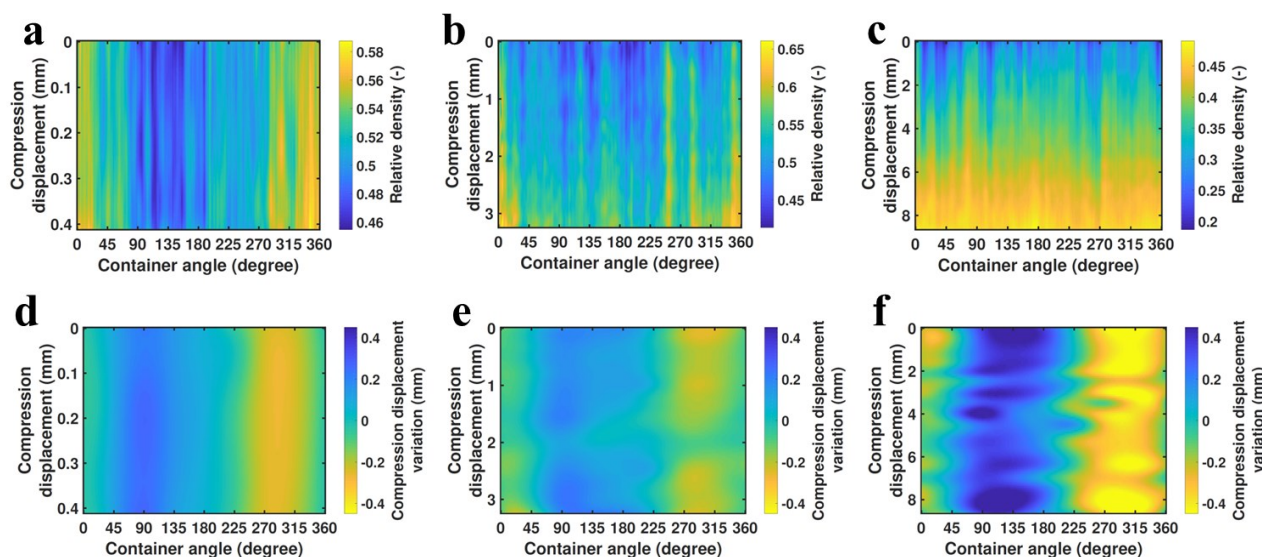 a
0
0.1
0.2
0.3
0.4
Compression
displacement (mm)
0 45 90 135 180 225 270 315 360
Container angle (degree)
0.58
0.56
0.54
0.52
0.5
0.48
0.46
Relative density (-)
b
0
1
2
3
Compression
displacement (mm)
0 45 90 135 180 225 270 315 360
Container angle (degree)
0.65
0.6
0.55
0.5
0.45
Relative density (-)
c
0
2
4
6
8
Compression
displacement (mm)
0 45 90 135 180 225 270 315 360
Container angle (degree)
0.45
0.4
0.35
0.3
0.25
0.2
Relative density (-)
d
0
0.1
0.2
0.3
0.4
Compression
displacement (mm)
0 45 90 135 180 225 270 315 360
Container angle (degree)
0.4
0.2
0
-0.2
-0.4
Compression displacement
variation (mm)
e
0
1
2
3
Compression
displacement (mm)
0 45 90 135 180 225 270 315 360
Container angle (degree)
0.4
0.2
0
-0.2
-0.4
Compression displacement
variation (mm)
f
0
2
4
6
8
Compression
displacement (mm)
0 45 90 135 180 225 270 315 360
Container angle (degree)
0.4
0.2
0
-0.2
-0.4
Compression displacement
variation (mm)